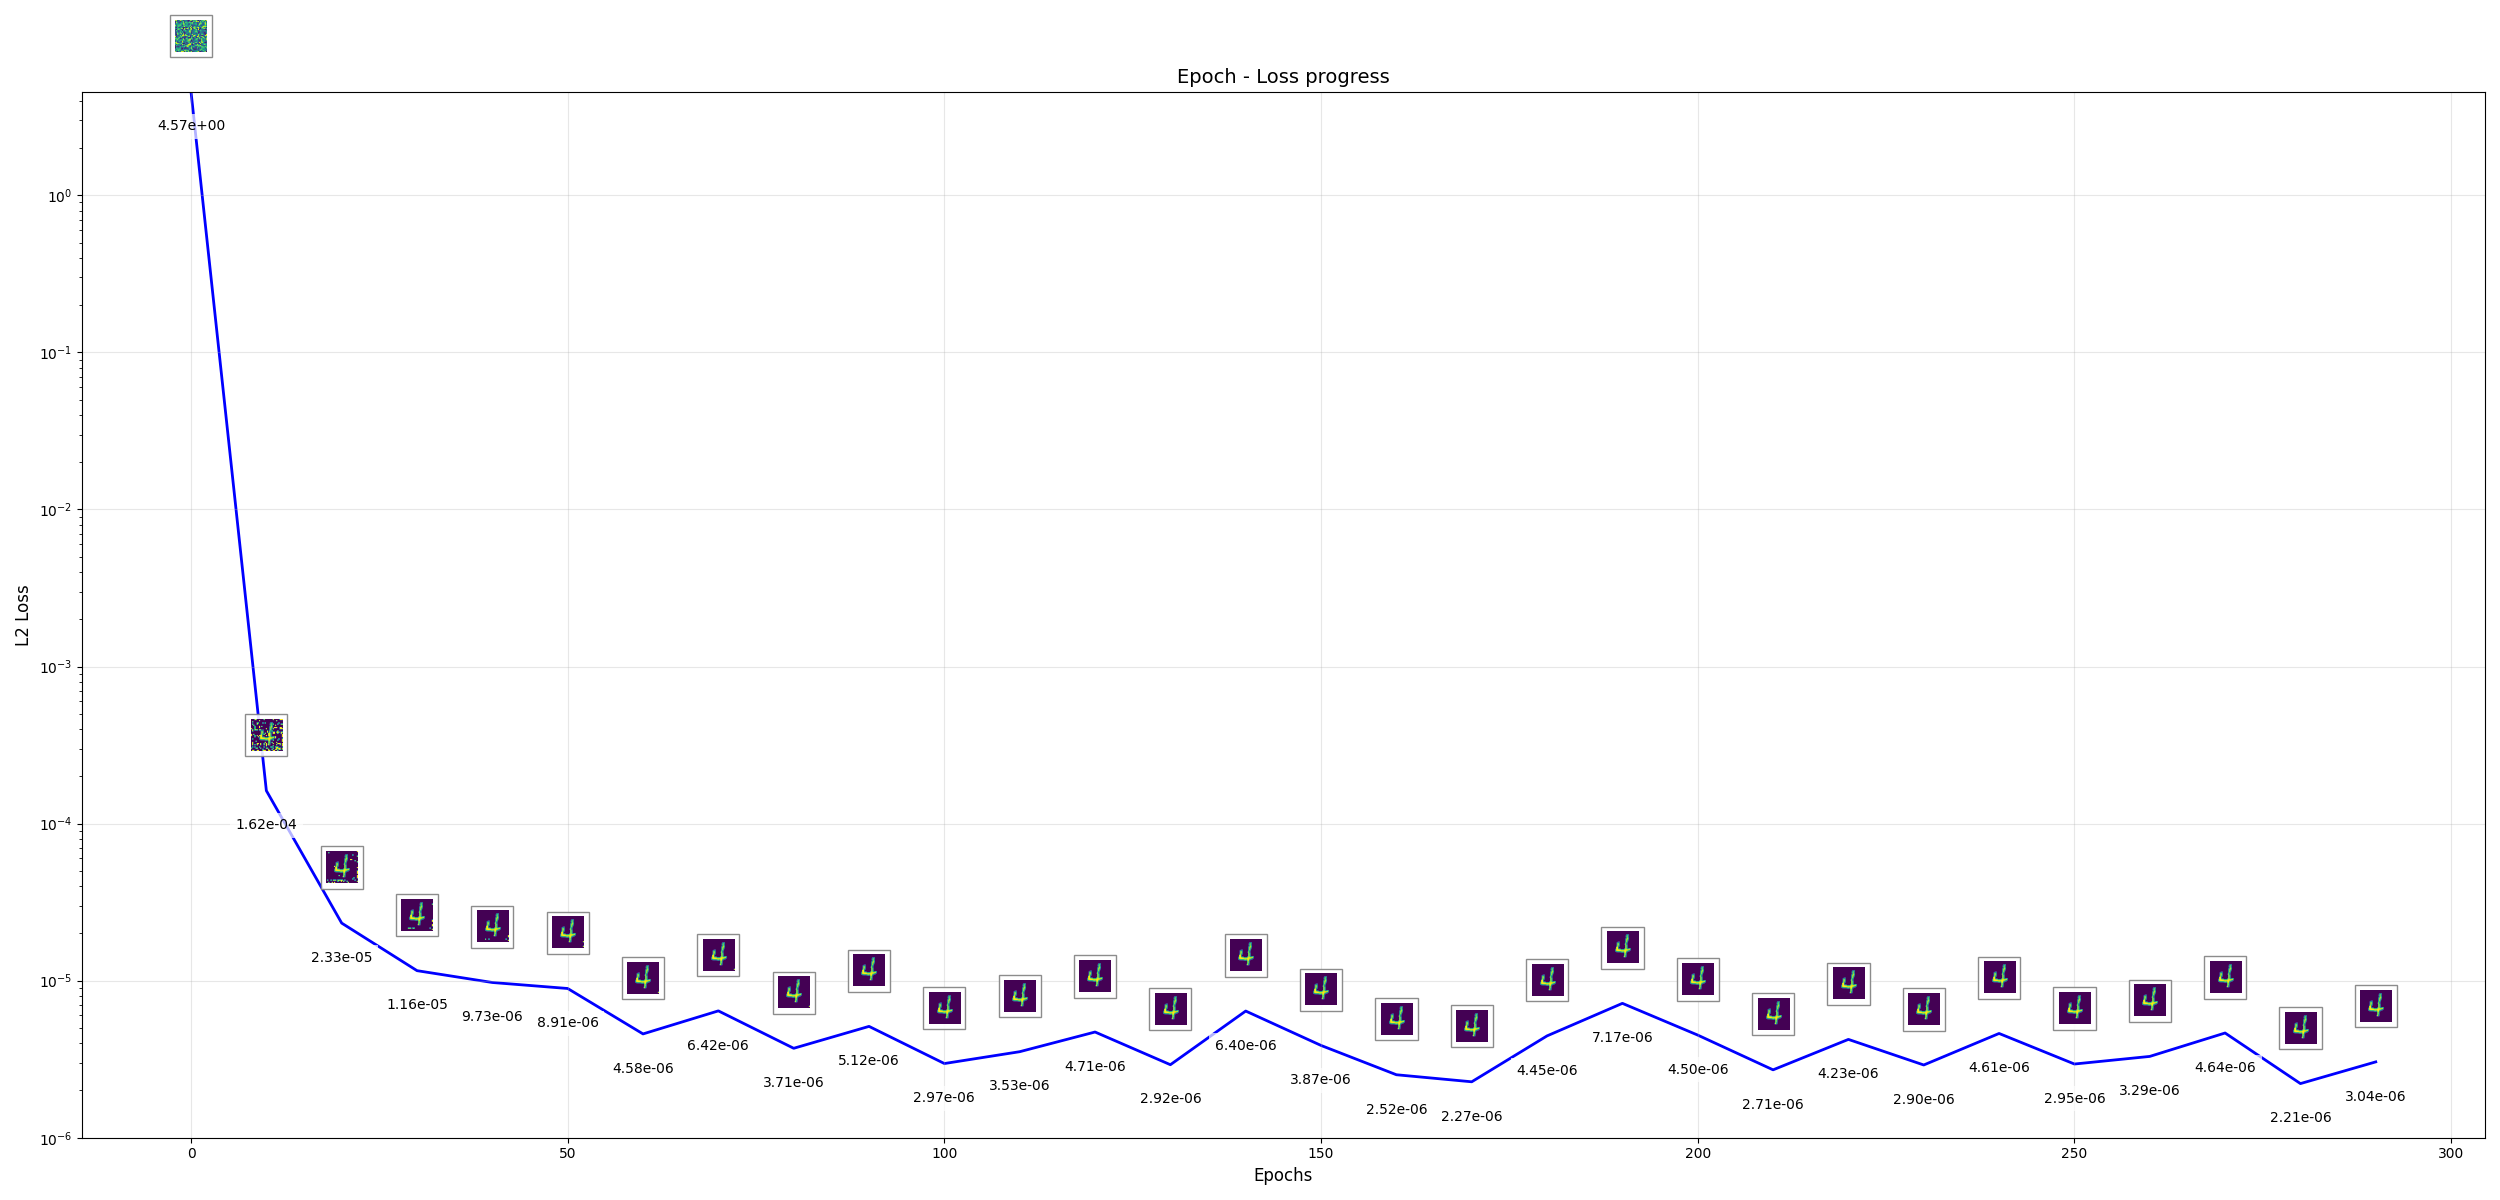 Epoch - Loss progress
L2 Loss
10⁰
10⁻¹
10⁻²
10⁻³
10⁻⁴
10⁻⁵
10⁻⁶
4.57e+00
1.62e-04
2.33e-05
1.16e-05
9.73e-06
8.91e-06
4.58e-06
6.42e-06
3.71e-06
5.12e-06
2.97e-06
3.53e-06
4.71e-06
2.92e-06
6.40e-06
3.87e-06
2.52e-06
2.27e-06
4.45e-06
7.17e-06
4.50e-06
2.71e-06
4.23e-06
2.90e-06
4.61e-06
2.95e-06
3.29e-06
4.64e-06
2.21e-06
3.04e-06
0 50 100 150 200 250 300
Epochs